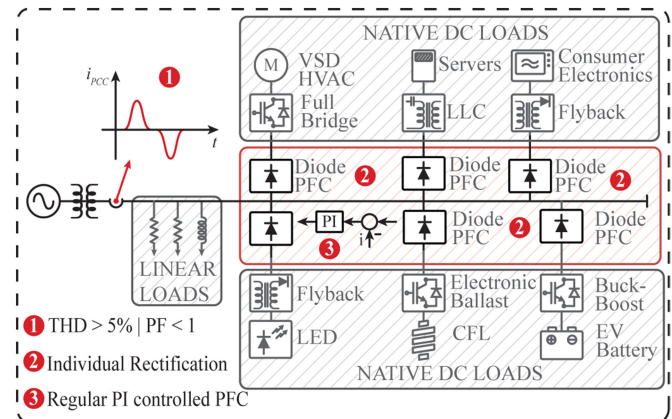 NATIVE DC LOADS
i_PCC
1
t
M
VSD
HVAC
Servers
Consumer
Electronics
Full
Bridge
LLC
Flyback
Diode
PFC
2
Diode
PFC
Diode
PFC
2
PI
3
i
Diode
PFC
2
Diode
PFC
LINEAR
LOADS
Flyback
Electronic
Ballast
Buck-
Boost
LED
CFL
EV
Battery
NATIVE DC LOADS
1 THD > 5% | PF < 1
2 Individual Rectification
3 Regular PI controlled PFC